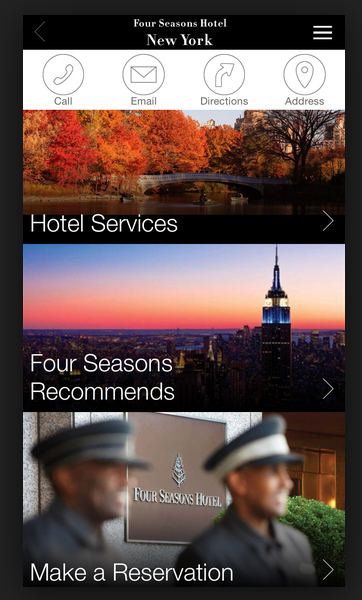 Four Seasons Hotel
New York
Call
Email
Directions
Address
Hotel Services
Four Seasons
Recommends
FOUR SEASONS HOTEL
Make a Reservation